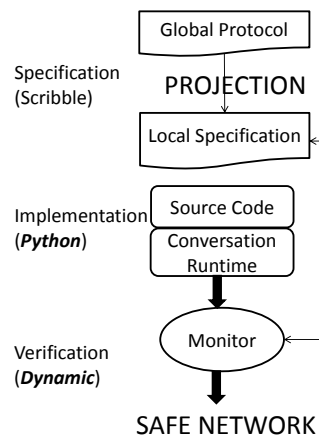 Global Protocol
Specification
(Scribble)
PROJECTION
Local Specification
Implementation
(Python)
Source Code
Conversation
Runtime
Monitor
Verification
(Dynamic)
SAFE NETWORK